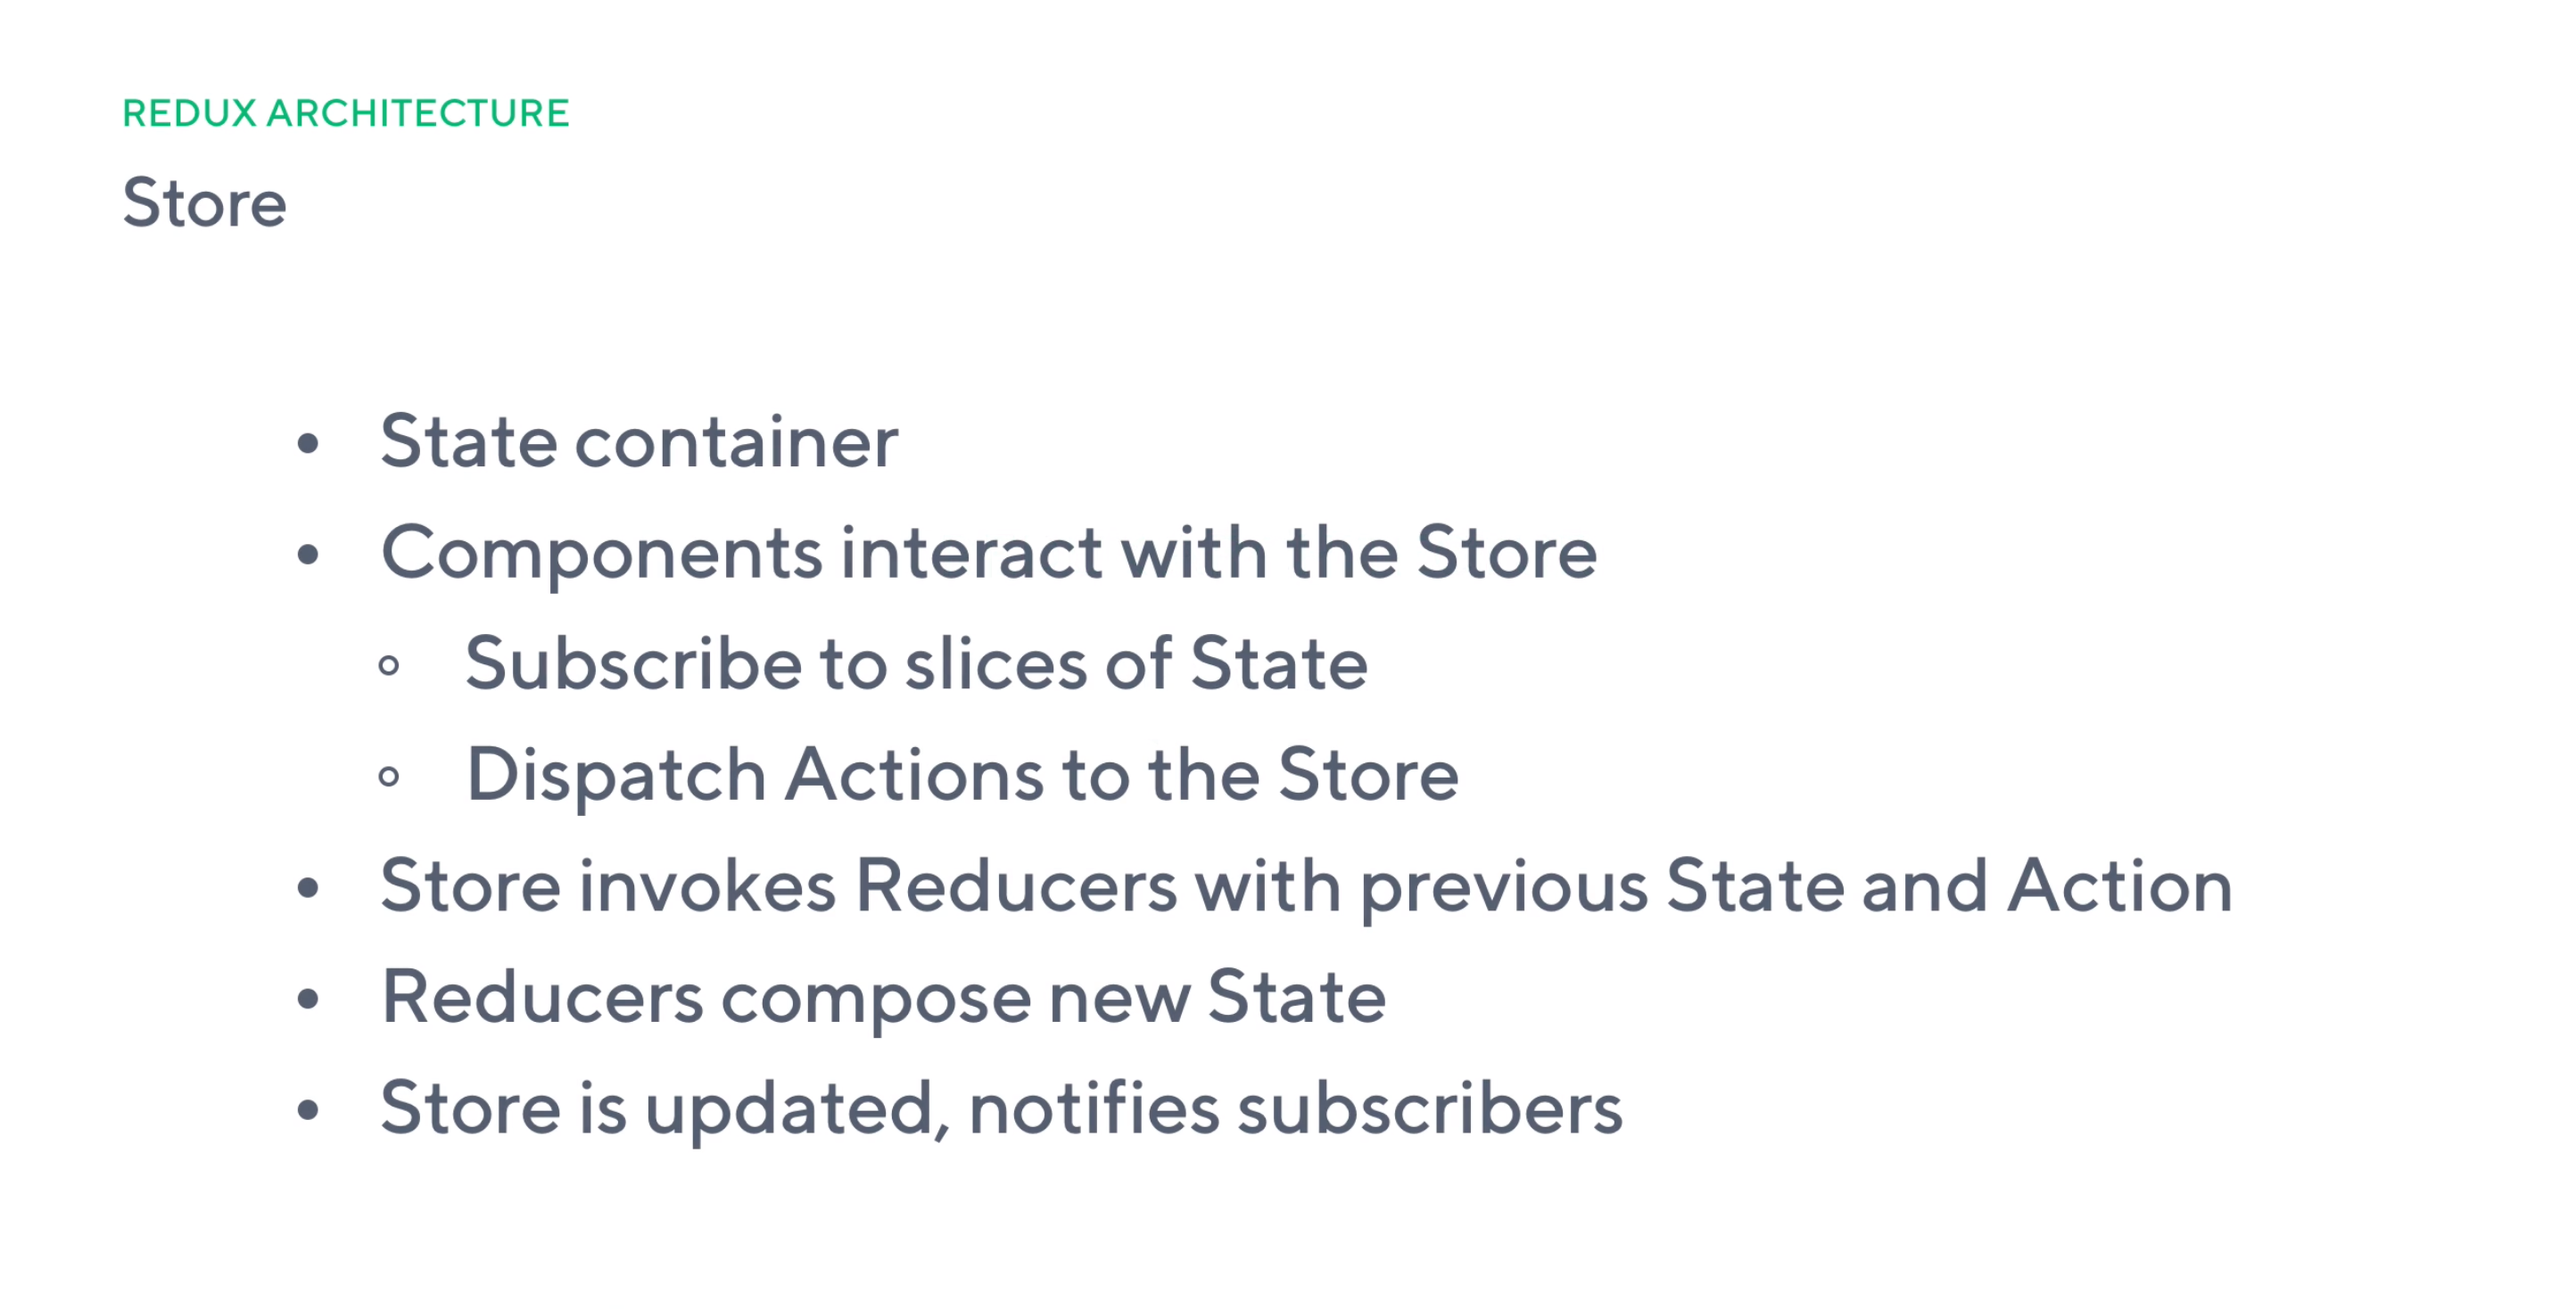 REDUX ARCHITECTURE
Store
• State container
• Components interact with the Store
◦ Subscribe to slices of State
◦ Dispatch Actions to the Store
• Store invokes Reducers with previous State and Action
• Reducers compose new State
• Store is updated, notifies subscribers